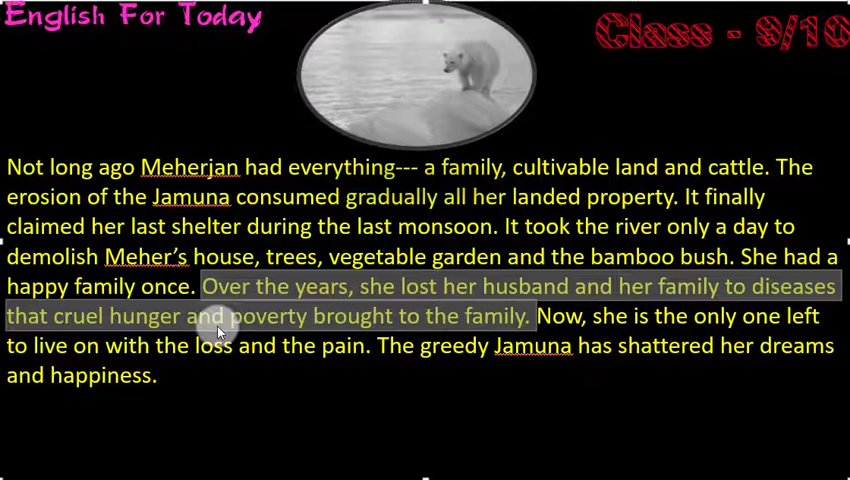 English For Today
Class - 9/10
Not long ago Meherjan had everything--- a family, cultivable land and cattle. The
erosion of the Jamuna consumed gradually all her landed property. It finally
claimed her last shelter during the last monsoon. It took the river only a day to
demolish Meher’s house, trees, vegetable garden and the bamboo bush. She had a
happy family once. Over the years, she lost her husband and her family to diseases
that cruel hunger and poverty brought to the family. Now, she is the only one left
to live on with the loss and the pain. The greedy Jamuna has shattered her dreams
and happiness.